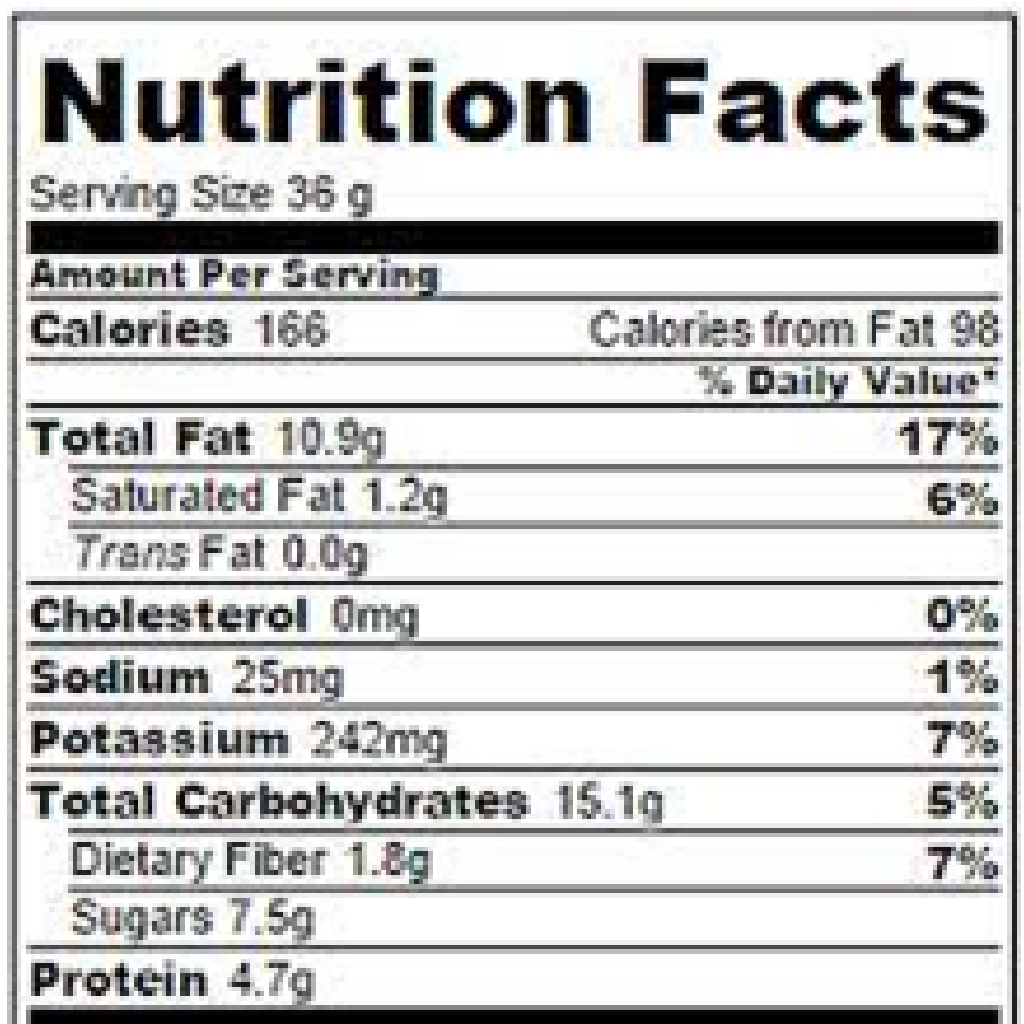 Nutrition Facts
Serving Size 36 g
Amount Per Serving
Calories 166 Calories from Fat 98
% Daily Value*
Total Fat 10.9g 17%
Saturated Fat 1.2g 6%
Trans Fat 0.0g
Cholesterol 0mg 0%
Sodium 25mg 1%
Potassium 242mg 7%
Total Carbohydrates 15.1g 5%
Dietary Fiber 1.8g 7%
Sugars 7.5g
Protein 4.7g